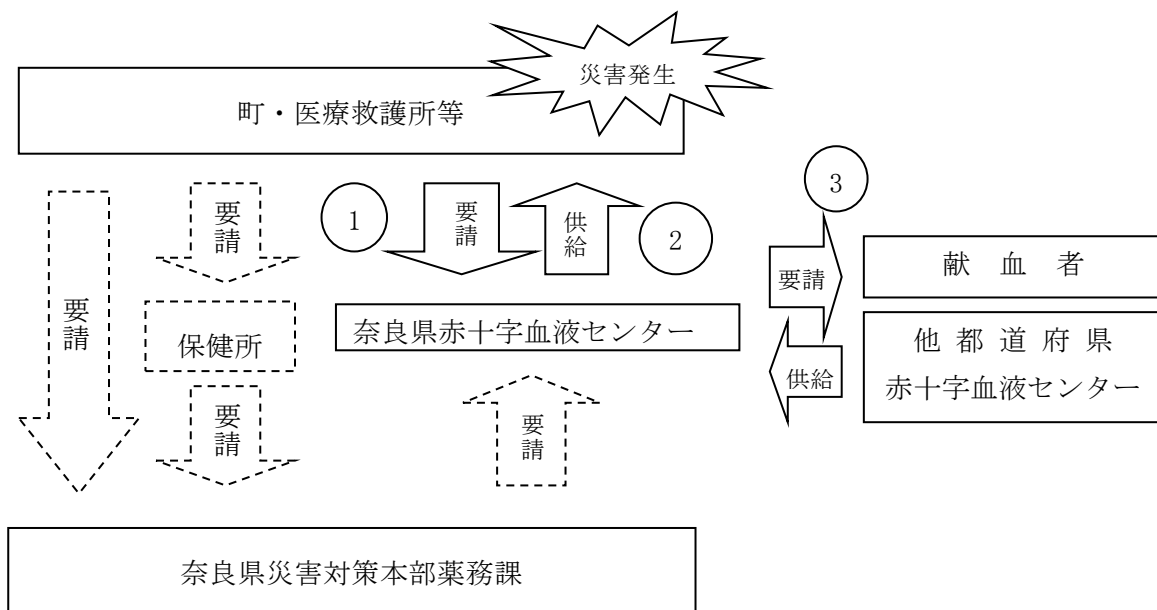 災害発生
町・医療救護所等
3
1
要請
要請
供給
2
献血者
要請
要請
保健所
奈良県赤十字血液センター
他都道府県
赤十字血液センター
供給
要請
要請
奈良県災害対策本部薬務課